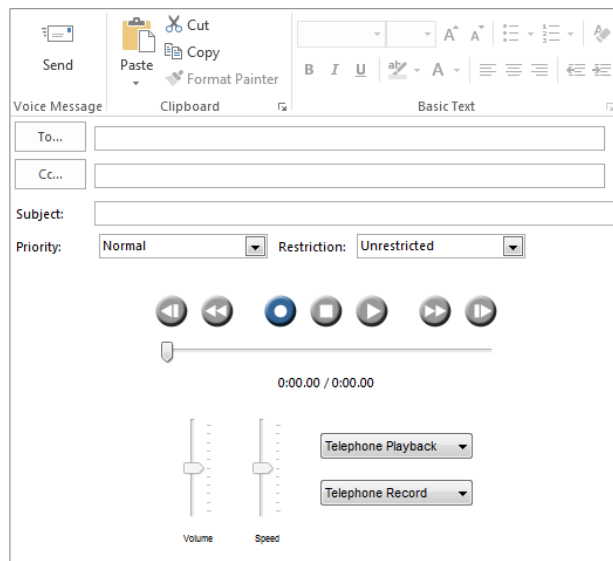 Send
Voice Message
Paste
Cut
Copy
Format Painter
Clipboard
A A
B I U aby A
Basic Text
To...
Cc...
Subject:
Priority: Normal Restriction: Unrestricted
0:00.00 / 0:00.00
Telephone Playback
Telephone Record
Volume Speed